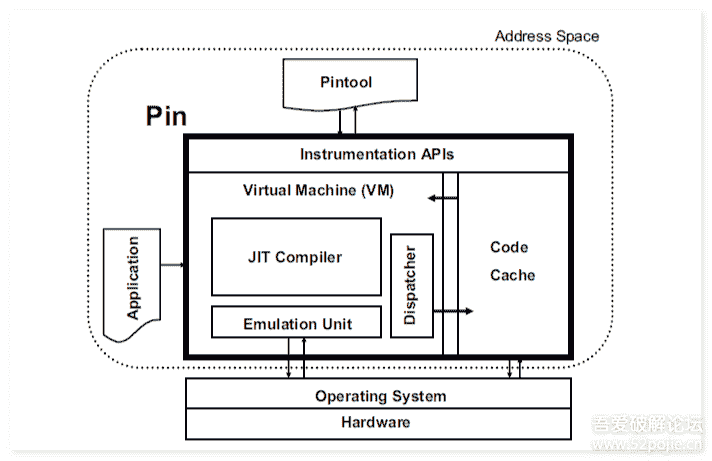 Address Space
Pintool
Pin
Instrumentation APIs
Virtual Machine (VM)
JIT Compiler
Emulation Unit
Dispatcher
Code
Cache
Application
Operating System
Hardware
吾爱破解论坛
www.52pojie.cn